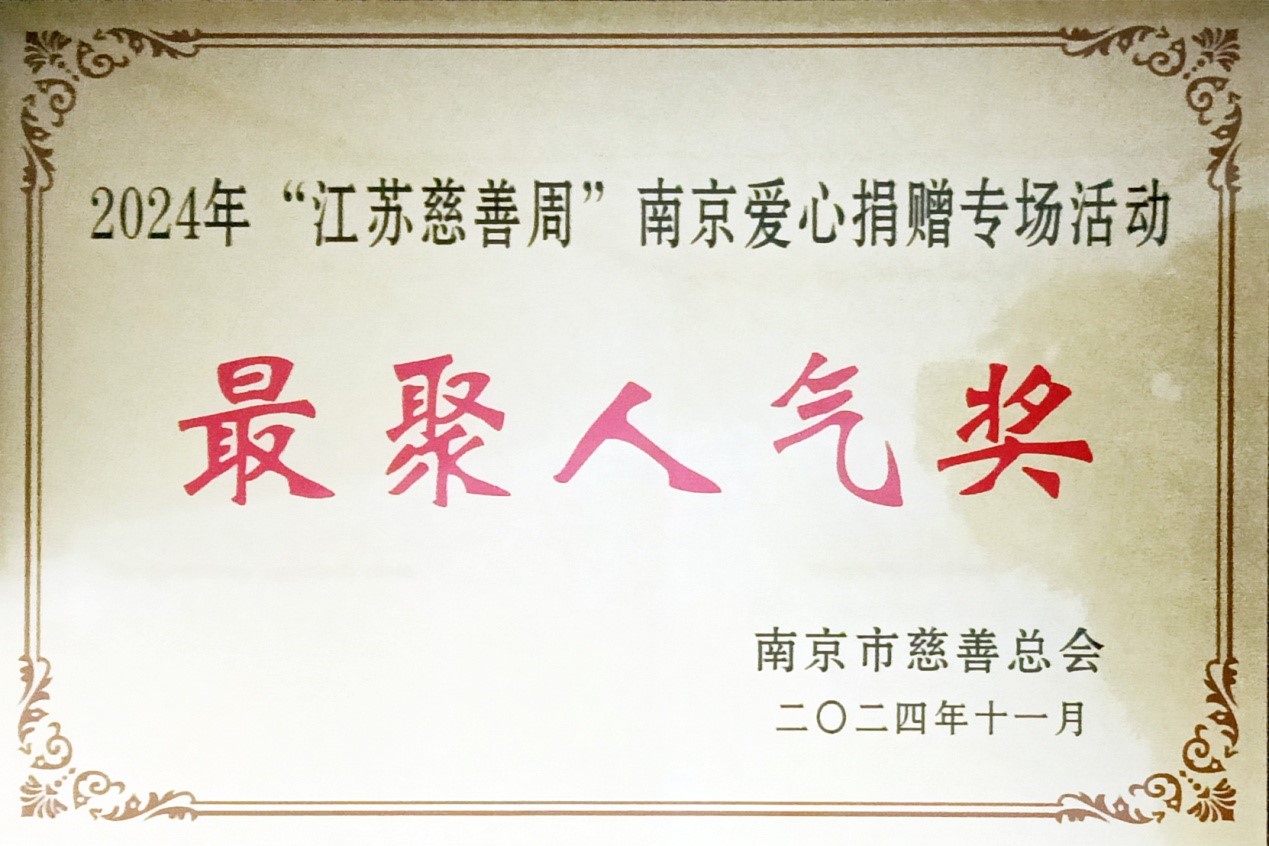 2024年“江苏慈善周”南京爱心捐赠专场活动
最聚人气奖
南京市慈善总会
二〇二四年十一月